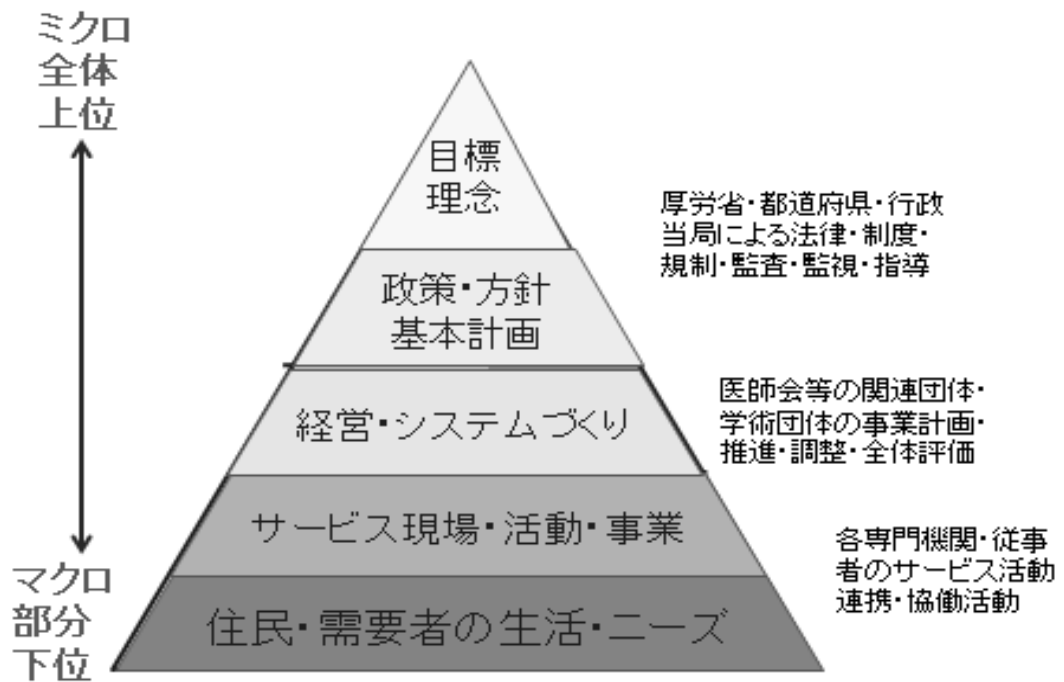 ミクロ
全体
上位
目標
理念
厚労省・都道府県・行政
当局による法律・制度・
規制・監査・監視・指導
政策・方針
基本計画
医師会等の関連団体・
学術団体の事業計画・
推進・調整・全体評価
経営・システムづくり
サービス現場・活動・事業
各専門機関・従事
者のサービス活動
連携・協働活動
マクロ
部分
下位
住民・需要者の生活・ニーズ